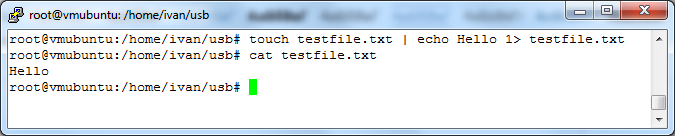 root@vmubuntu: /home/ivan/usb
root@vmubuntu:/home/ivan/usb# touch testfile.txt | echo Hello 1> testfile.txt
root@vmubuntu:/home/ivan/usb# cat testfile.txt
Hello
root@vmubuntu:/home/ivan/usb#